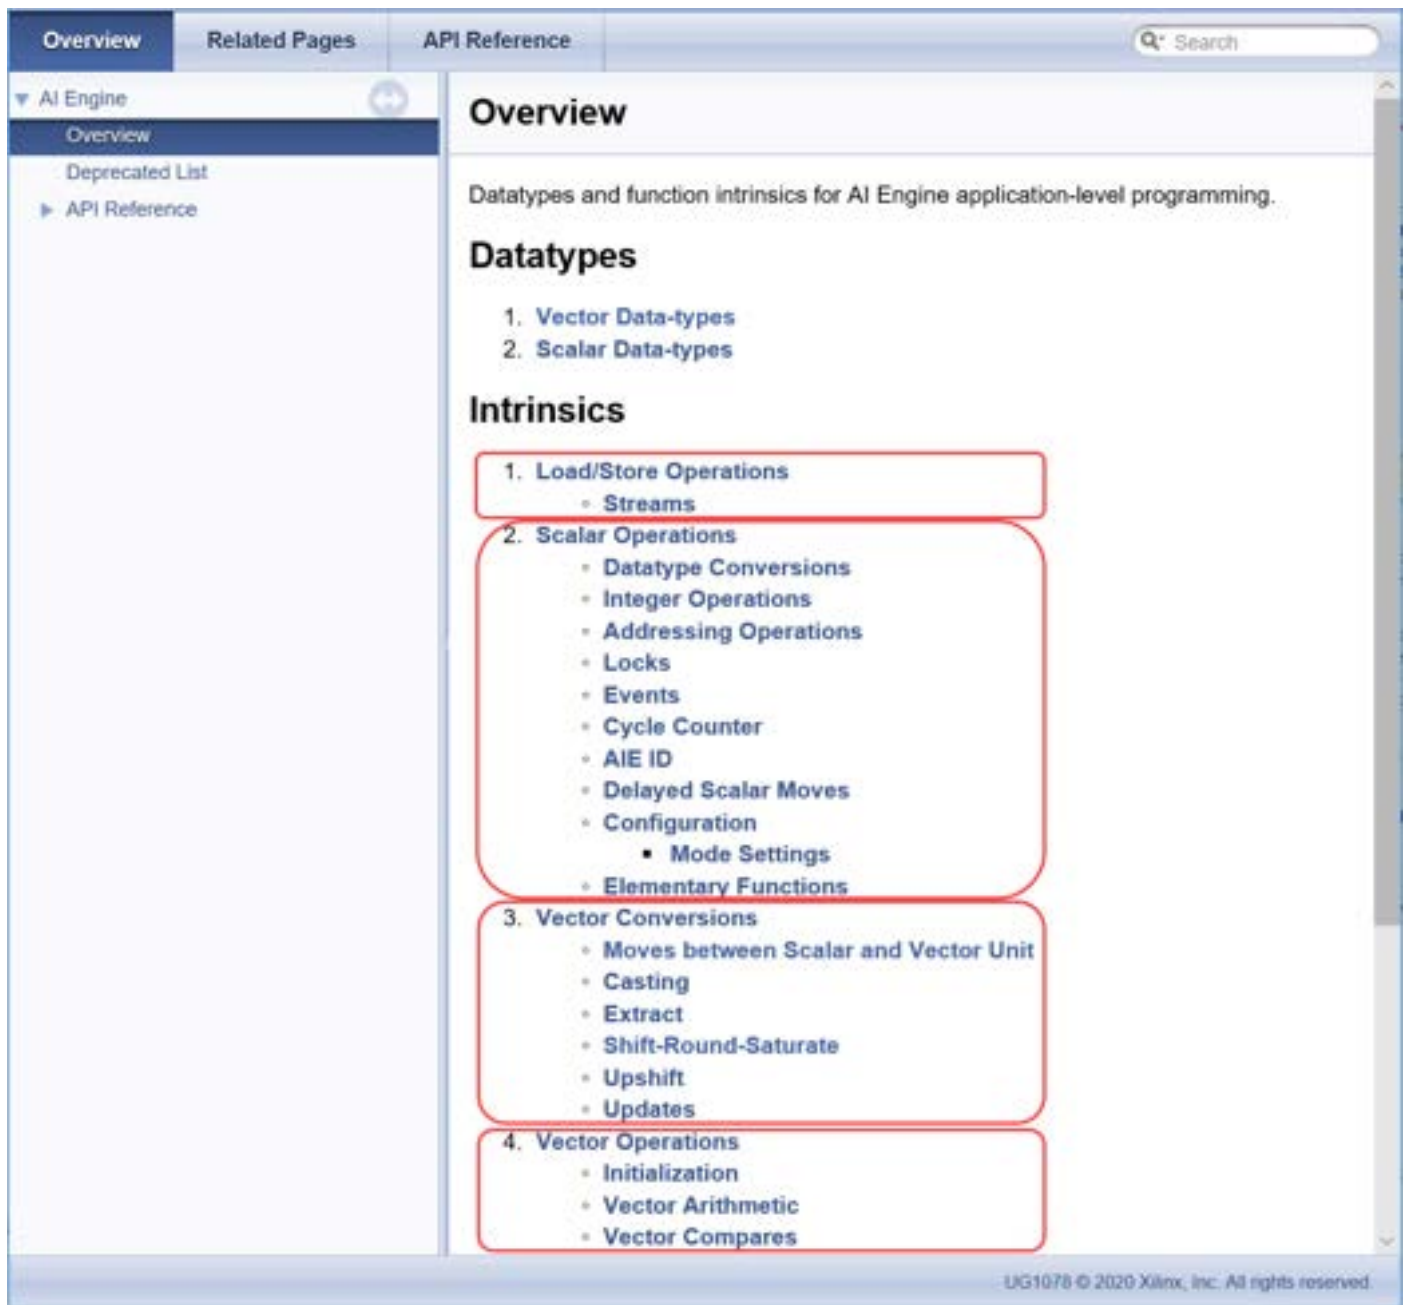 Overview Related Pages API Reference Search
AI Engine
Overview
Deprecated List
API Reference
Overview
Datatypes and function intrinsics for AI Engine application-level programming.
Datatypes
1. Vector Data-types
2. Scalar Data-types
Intrinsics
1. Load/Store Operations
Streams
2. Scalar Operations
Datatype Conversions
Integer Operations
Addressing Operations
Locks
Events
Cycle Counter
AIE ID
Delayed Scalar Moves
Configuration
Mode Settings
Elementary Functions
3. Vector Conversions
Moves between Scalar and Vector Unit
Casting
Extract
Shift-Round-Saturate
Upshift
Updates
4. Vector Operations
Initialization
Vector Arithmetic
Vector Compares
UG1078 © 2020 Xilinx, Inc. All rights reserved.